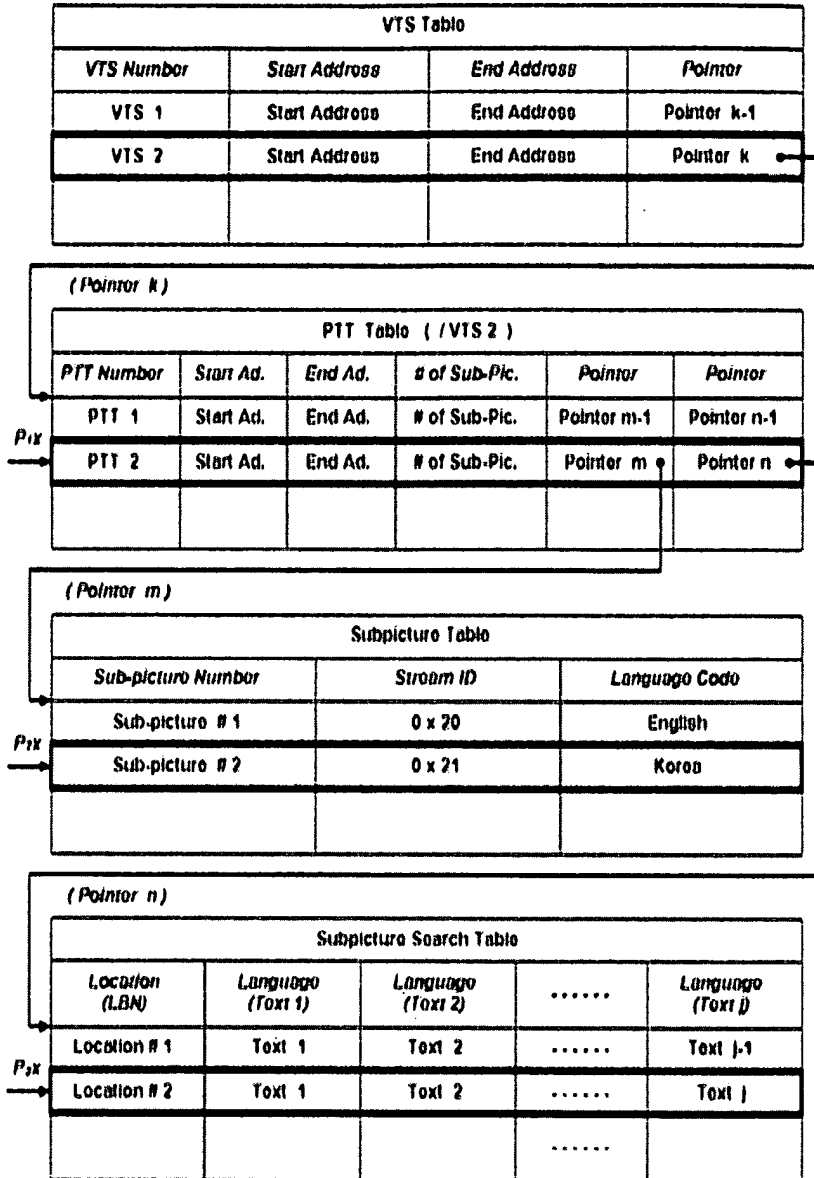 VTS Table
VTS Number Start Address End Address Pointer
VTS 1 Start Address End Address Pointer k-1
VTS 2 Start Address End Address Pointer k
(Pointer k)
PTT Table ( /VTS 2 )
PTT Number Start Ad. End Ad. # of Sub-Pic. Pointer Pointer
PTT 1 Start Ad. End Ad. # of Sub-Pic. Pointer m-1 Pointer n-1
P1x
PTT 2 Start Ad. End Ad. # of Sub-Pic. Pointer m Pointer n
(Pointer m)
Subpicture Table
Sub-picture Number Stream ID Language Code
Sub-picture # 1 0 x 20 English
P2x
Sub-picture # 2 0 x 21 Korea
(Pointer n)
Subpicture Search Table
Location (LBN) Language (Text 1) Language (Text 2) ...... Language (Text j)
Location # 1 Text 1 Text 2 ...... Text j-1
P3x
Location # 2 Text 1 Text 2 ...... Text j
......